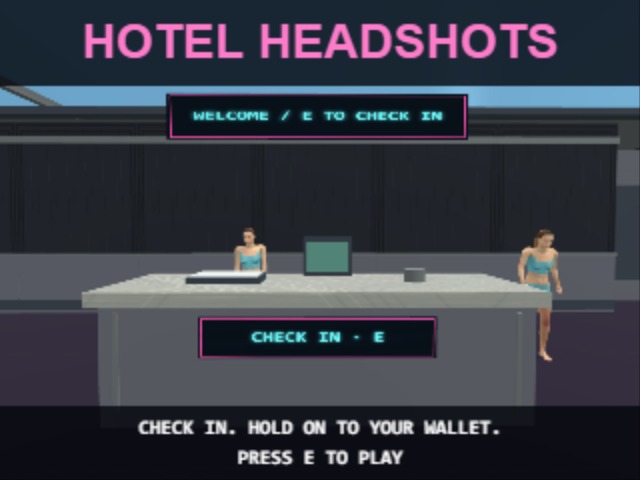 HOTEL HEADSHOTS
WELCOME / E TO CHECK IN
CHECK IN - E
CHECK IN. HOLD ON TO YOUR WALLET.
PRESS E TO PLAY